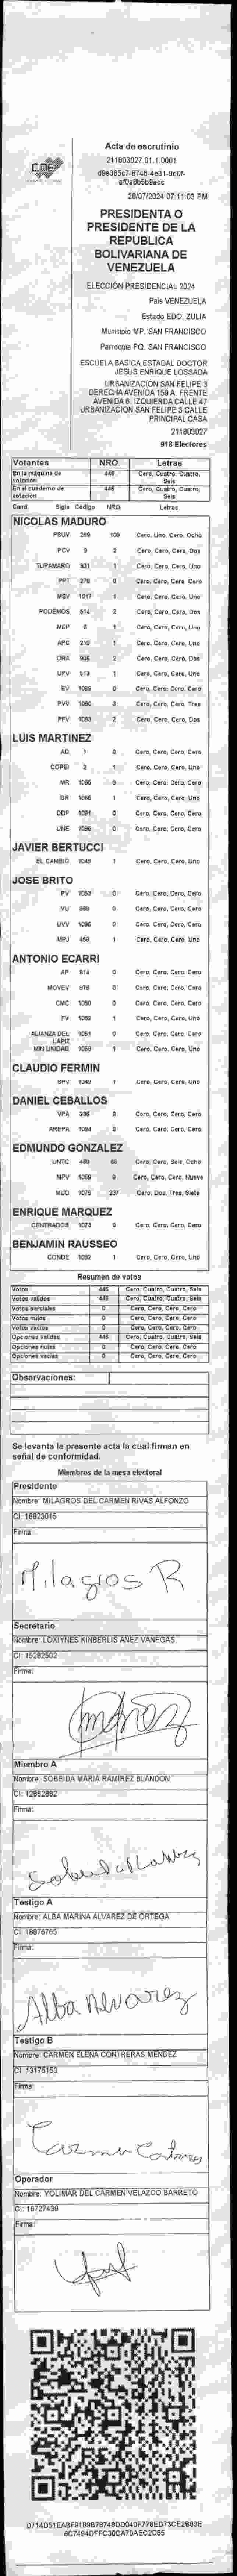 CNE
Acta de escrutinio
211803027.01.1.0001
28/07/2024 07:11:03 PM
PRESIDENTA O
PRESIDENTE DE LA
REPUBLICA
BOLIVARIANA DE
VENEZUELA
ELECCIÓN PRESIDENCIAL 2024
Pais VENEZUELA
Estado EDO. ZULIA
Municipio MP. SAN FRANCISCO
Parroquia PQ. SAN FRANCISCO
ESCUELA BASICA ESTADAL DOCTOR
JESUS ENRIQUE LOSSADA
URBANIZACION SAN FELIPE 3
DERECHA AVENIDA 159 A. FRENTE
AVENIDA 6. IZQUIERDA CALLE 47
URBANIZACION SAN FELIPE 3 CALLE
PRINCIPAL CASA
211803027
918 Electores
Votantes NRO. Letras
En la máquina de votación 446 Cero, Cuatro, Cuatro, Seis
En el cuaderno de votación 446 Cero, Cuatro, Cuatro, Seis
Cand. Sigla Código NRO. Letras
NICOLAS MADURO
PSUV 269 108 Cero, Uno, Cero, Ocho
PCV 9 2 Cero, Cero, Cero, Dos
TUPAMARO 931 1 Cero, Cero, Cero, Uno
PPT 276 0 Cero, Cero, Cero, Cero
MSV 1017 1 Cero, Cero, Cero, Uno
PODEMOS 614 2 Cero, Cero, Cero, Dos
MEP 6 1 Cero, Cero, Cero, Uno
APC 219 1 Cero, Cero, Cero, Uno
ORA 906 2 Cero, Cero, Cero, Dos
UPV 613 1 Cero, Cero, Cero, Uno
EV 1089 0 Cero, Cero, Cero, Cero
PVV 1090 3 Cero, Cero, Cero, Tres
PFV 1093 2 Cero, Cero, Cero, Dos
LUIS MARTINEZ
AD 1 0 Cero, Cero, Cero, Cero
COPEI 2 1 Cero, Cero, Cero, Uno
MR 1095 0 Cero, Cero, Cero, Cero
BR 1066 1 Cero, Cero, Cero, Uno
DDP 1091 0 Cero, Cero, Cero, Cero
UNE 1096 0 Cero, Cero, Cero, Cero
JAVIER BERTUCCI
EL CAMBIO 1048 1 Cero, Cero, Cero, Uno
JOSE BRITO
PV 1053 0 Cero, Cero, Cero, Cero
VU 868 0 Cero, Cero, Cero, Cero
UVV 1086 0 Cero, Cero, Cero, Cero
MPJ 458 1 Cero, Cero, Cero, Uno
ANTONIO ECARRI
AP 614 0 Cero, Cero, Cero, Cero
MOVEV 978 0 Cero, Cero, Cero, Cero
CMC 1060 0 Cero, Cero, Cero, Cero
FV 1062 1 Cero, Cero, Cero, Uno
ALIANZA DEL LAPIZ 1051 0 Cero, Cero, Cero, Cero
MIN UNIDAD 1069 1 Cero, Cero, Cero, Uno
CLAUDIO FERMIN
SPV 1049 1 Cero, Cero, Cero, Uno
DANIEL CEBALLOS
VPA 236 0 Cero, Cero, Cero, Cero
AREPA 1094 0 Cero, Cero, Cero, Cero
EDMUNDO GONZALEZ
UNTC 480 68 Cero, Cero, Seis, Ocho
MPV 1059 9 Cero, Cero, Cero, Nueve
MUD 1075 237 Cero, Dos, Tres, Siete
ENRIQUE MARQUEZ
CENTRADOS 1073 0 Cero, Cero, Cero, Cero
BENJAMIN RAUSSEO
CONDE 1092 1 Cero, Cero, Cero, Uno
Resumen de votos
Votos 446 Cero, Cuatro, Cuatro, Seis
Votos validos 446 Cero, Cuatro, Cuatro, Seis
Votos parciales 0 Cero, Cero, Cero, Cero
Votos nulos 0 Cero, Cero, Cero, Cero
Votos vacios 0 Cero, Cero, Cero, Cero
Opciones validas 446 Cero, Cuatro, Cuatro, Seis
Opciones nulas 0 Cero, Cero, Cero, Cero
Opciones vacias 0 Cero, Cero, Cero, Cero
Observaciones:
Se levanta la presente acta la cual firman en
señal de conformidad.
Miembros de la mesa electoral
Presidente
Nombre: MILAGROS DEL CARMEN RIVAS ALFONZO
CI: 18823015
Firma:
Milagros R
Secretario
Nombre: LOXIYNES KINBERLIS AÑEZ VANEGAS
CI: 15282502
Firma:
Miembro A
Nombre: SOBEIDA MARIA RAMIREZ BLANDON
CI: 12862892
Firma:
Testigo A
Nombre: ALBA MARINA ALVAREZ DE ORTEGA
CI: 18876765
Firma:
Alba Alvarez
Testigo B
Nombre: CARMEN ELENA CONTRERAS MENDEZ
CI: 13175153
Firma:
Carmen Contreras
Operador
Nombre: YOLIMAR DEL CARMEN VELAZCO BARRETO
CI: 16727439
Firma: